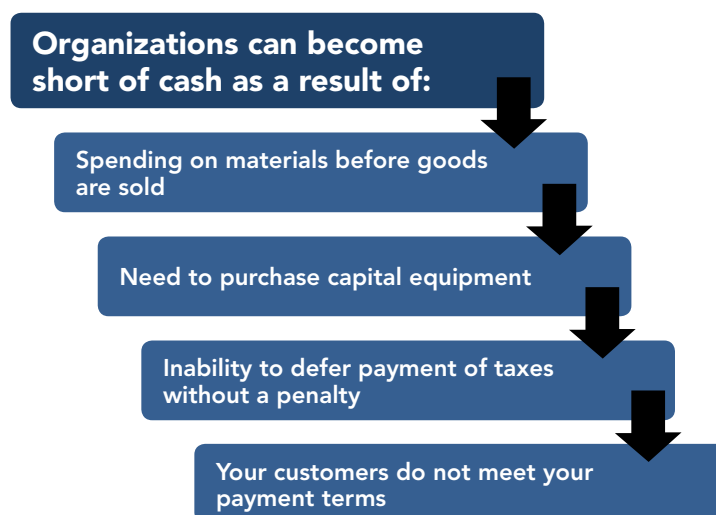 Organizations can become
short of cash as a result of:
Spending on materials before goods
are sold
Need to purchase capital equipment
Inability to defer payment of taxes
without a penalty
Your customers do not meet your
payment terms